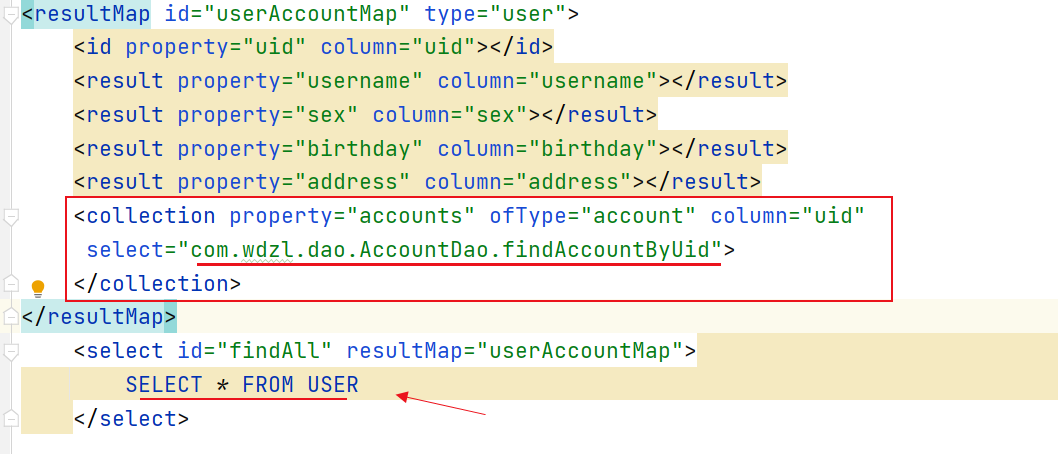 <resultMap id="userAccountMap" type="user">
<id property="uid" column="uid"></id>
<result property="username" column="username"></result>
<result property="sex" column="sex"></result>
<result property="birthday" column="birthday"></result>
<result property="address" column="address"></result>
<collection property="accounts" ofType="account" column="uid"
select="com.wdzl.dao.AccountDao.findAccountByUid">
</collection>
</resultMap>
<select id="findAll" resultMap="userAccountMap">
SELECT * FROM USER
</select>